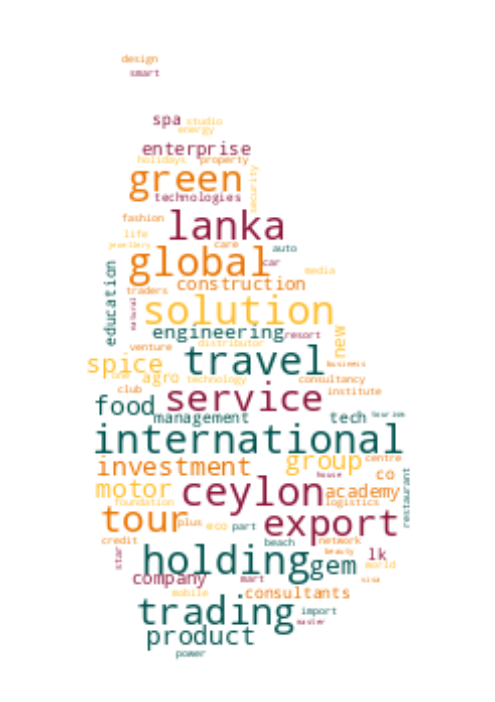 design
smart
spa studio
energy
enterprise
holidays property
green
security
technologies
fashion lanka
life
jewellery care auto
global car
education media
construction
traders
natural
solution
engineering resort
new
distributor
venture travel
spice business
one agro technology consultancy
club institute
food service
management tech tourism
international
investment group centre
house co
motor ceylon academy
restaurant
foundation logistics
tour plus eco part export
credit beach network
star holding beauty lk
gem world
company mart visa
mobile consultants
trading import
master
product
power